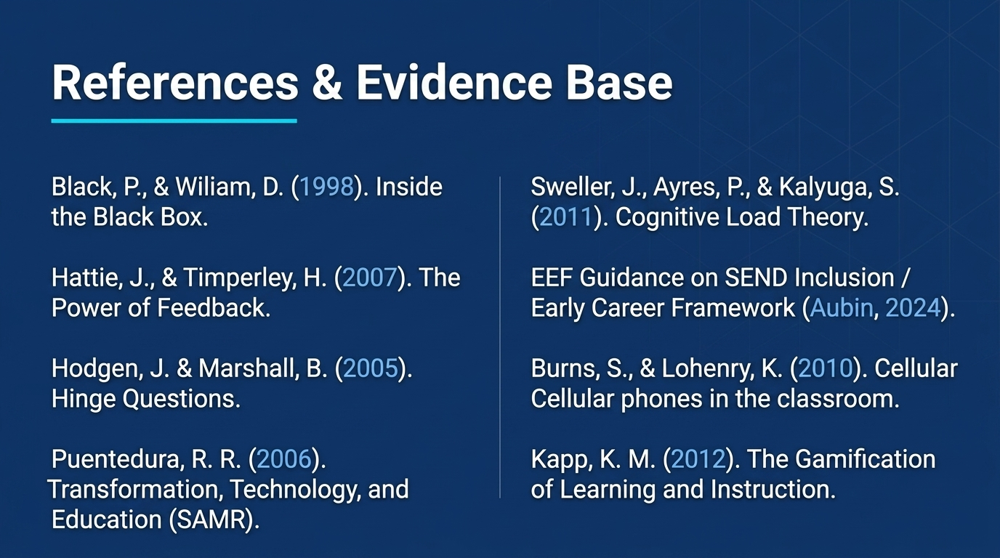 References & Evidence Base
Black, P., & Wiliam, D. (1998). Inside
the Black Box.
Hattie, J., & Timperley, H. (2007). The
Power of Feedback.
Hodgen, J. & Marshall, B. (2005).
Hinge Questions.
Puentedura, R. R. (2006).
Transformation, Technology, and
Education (SAMR).
Sweller, J., Ayres, P., & Kalyuga, S.
(2011). Cognitive Load Theory.
EEF Guidance on SEND Inclusion /
Early Career Framework (Aubin, 2024).
Burns, S., & Lohenry, K. (2010). Cellular
Cellular phones in the classroom.
Kapp, K. M. (2012). The Gamification
of Learning and Instruction.